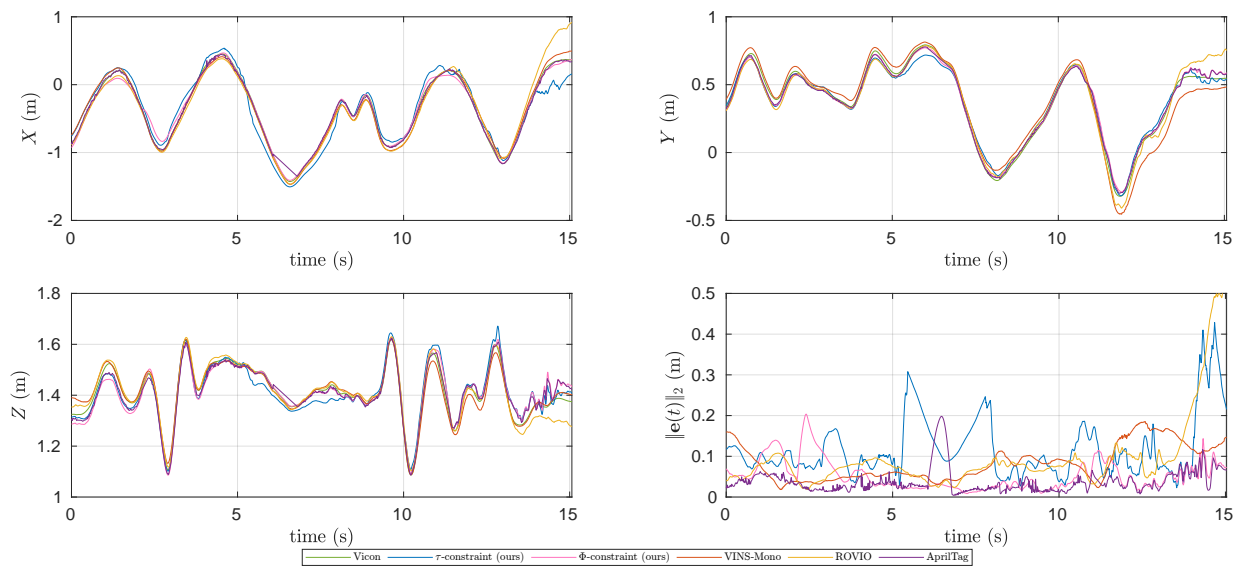 1
0
-1
-2
X (m)
0 5 10 15
time (s)
1
0.5
0
-0.5
Y (m)
0 5 10 15
time (s)
1.8
1.6
1.4
1.2
1
Z (m)
0 5 10 15
time (s)
0.5
0.4
0.3
0.2
0.1
0
‖e(t)‖₂ (m)
0 5 10 15
time (s)
Vicon τ-constraint (ours) Φ-constraint (ours) VINS-Mono ROVIO AprilTag